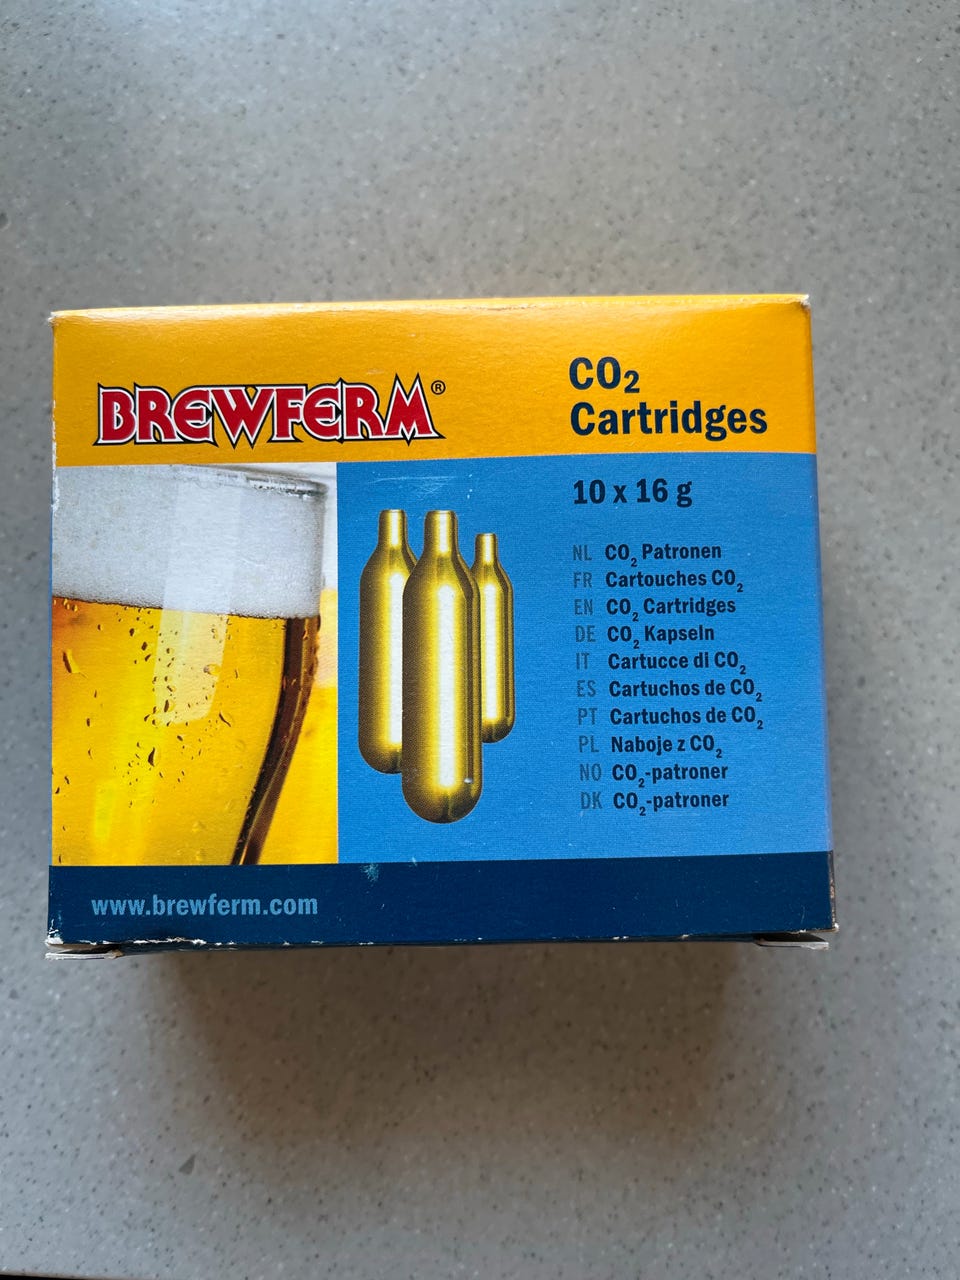 BREWFERM®
CO₂
Cartridges
10 x 16 g
NL CO₂ Patronen
FR Cartouches CO₂
EN CO₂ Cartridges
DE CO₂ Kapseln
IT Cartucce di CO₂
ES Cartuchos de CO₂
PT Cartuchos de CO₂
PL Naboje z CO₂
NO CO₂-patroner
DK CO₂-patroner
www.brewferm.com